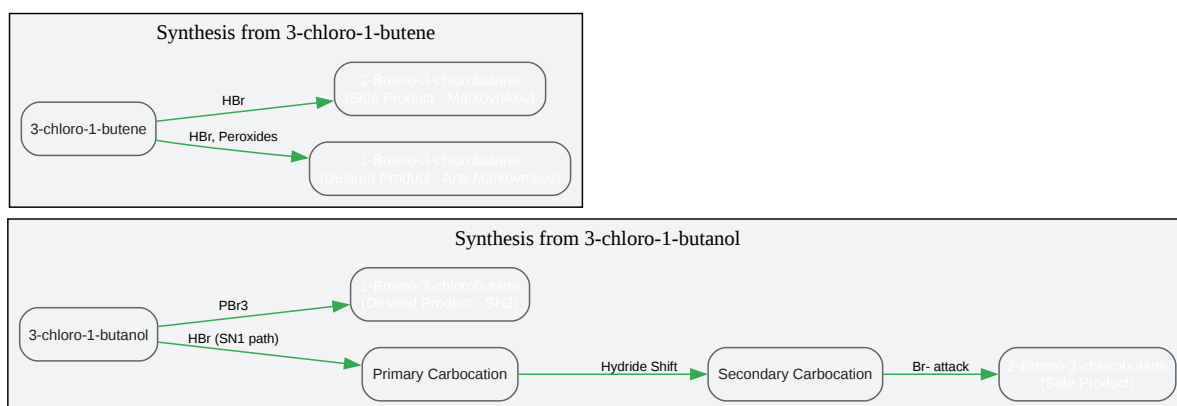 Synthesis from 3-chloro-1-butene
3-chloro-1-butene
HBr
2-Bromo-3-chlorobutane
(Side Product - Markovnikov)
HBr, Peroxides
1-Bromo-3-chlorobutane
(Desired Product - Anti-Markovnikov)
Synthesis from 3-chloro-1-butanol
3-chloro-1-butanol
PBr3
1-Bromo-3-chlorobutane
(Desired Product - SN2)
HBr (SN1 path)
Primary Carbocation
Hydride Shift
Secondary Carbocation
Br- attack
2-Bromo-3-chlorobutane
(Side Product)